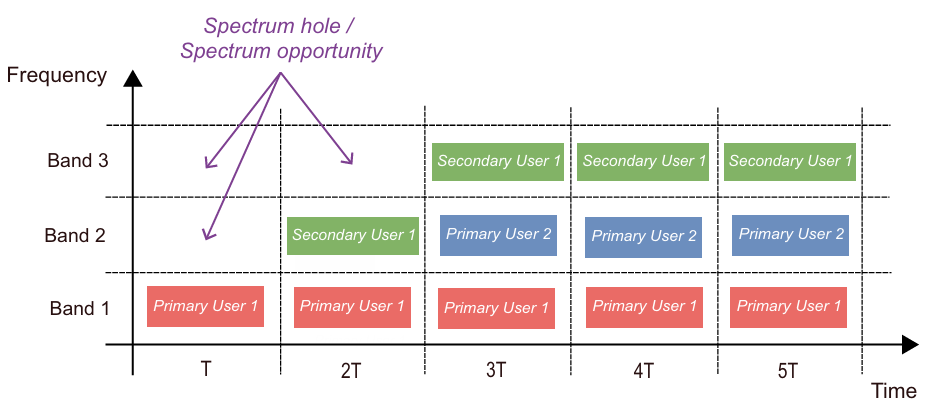 Spectrum hole /
Spectrum opportunity
Frequency
Band 3
Secondary User 1
Secondary User 1
Secondary User 1
Band 2
Secondary User 1
Primary User 2
Primary User 2
Primary User 2
Band 1
Primary User 1
Primary User 1
Primary User 1
Primary User 1
Primary User 1
T
2T
3T
4T
5T
Time